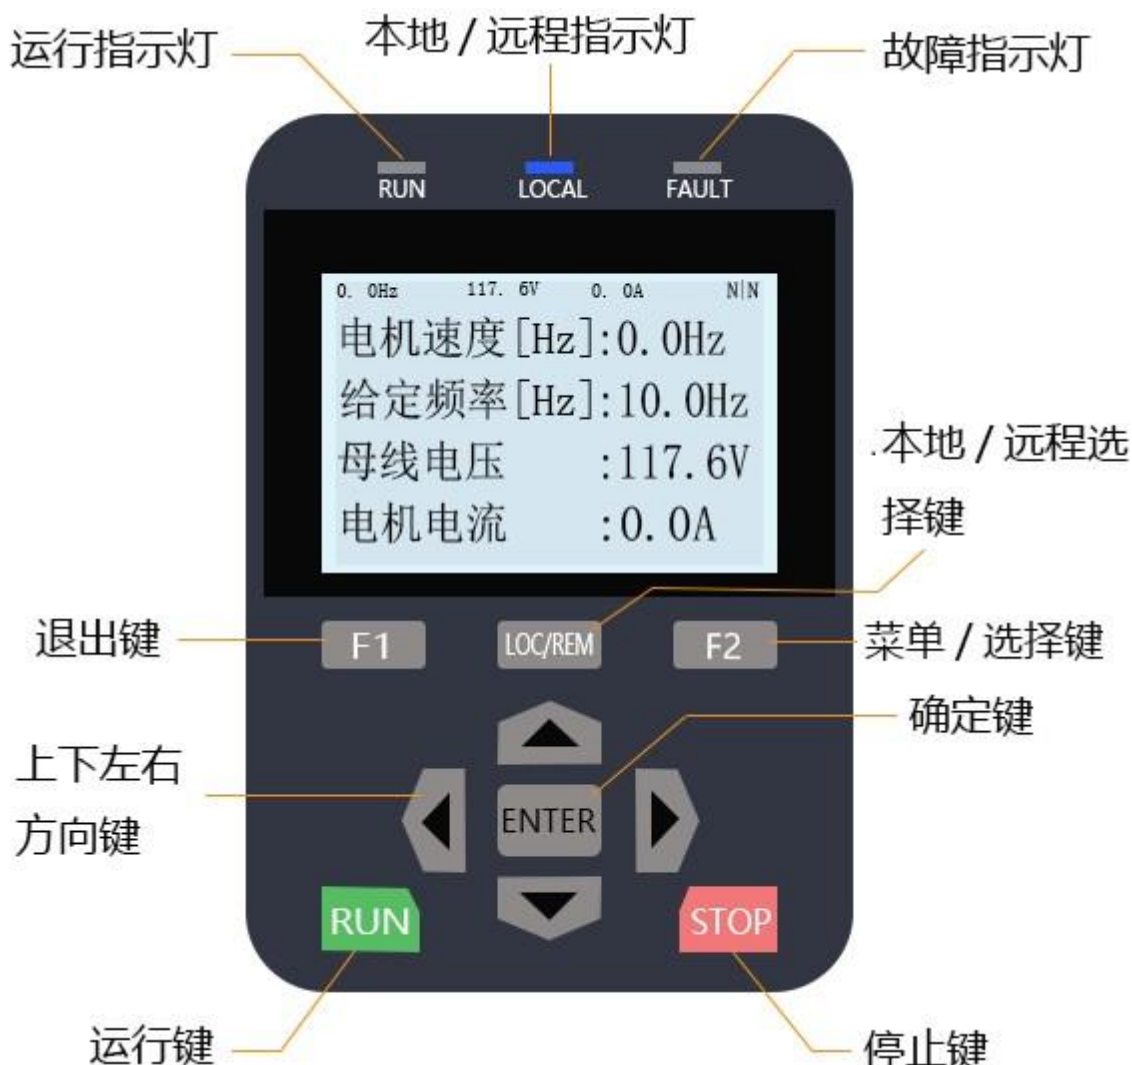 运行指示灯
本地 / 远程指示灯
故障指示灯
RUN
LOCAL
FAULT
0. 0Hz 117. 6V 0. 0A N|N
电机速度[Hz]:0.0Hz
给定频率[Hz]:10.0Hz
母线电压 :117.6V
电机电流 :0.0A
.本地 / 远程选
择键
退出键
F1
LOC/REM
F2
菜单 / 选择键
确定键
上下左右
方向键
ENTER
RUN
STOP
运行键
停止键